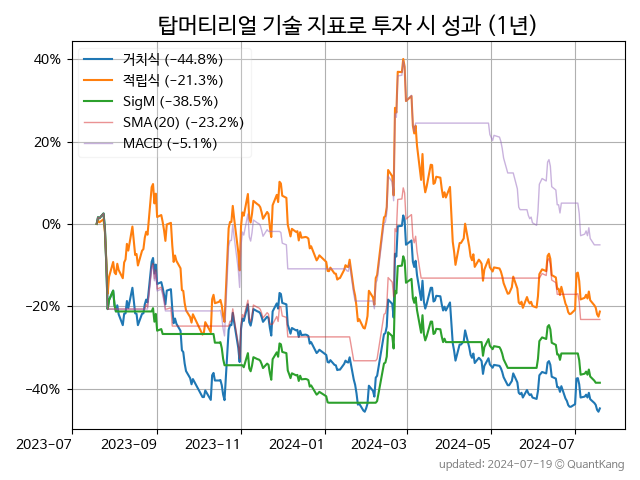 탑머티리얼 기술 지표로 투자 시 성과 (1년)
거치식 (−44.8%)
적립식 (−21.3%)
SigM (−38.5%)
SMA(20) (−23.2%)
MACD (−5.1%)
40%
20%
0%
−20%
−40%
2023-07 2023-09 2023-11 2024-01 2024-03 2024-05 2024-07
updated: 2024-07-19 © QuantKang